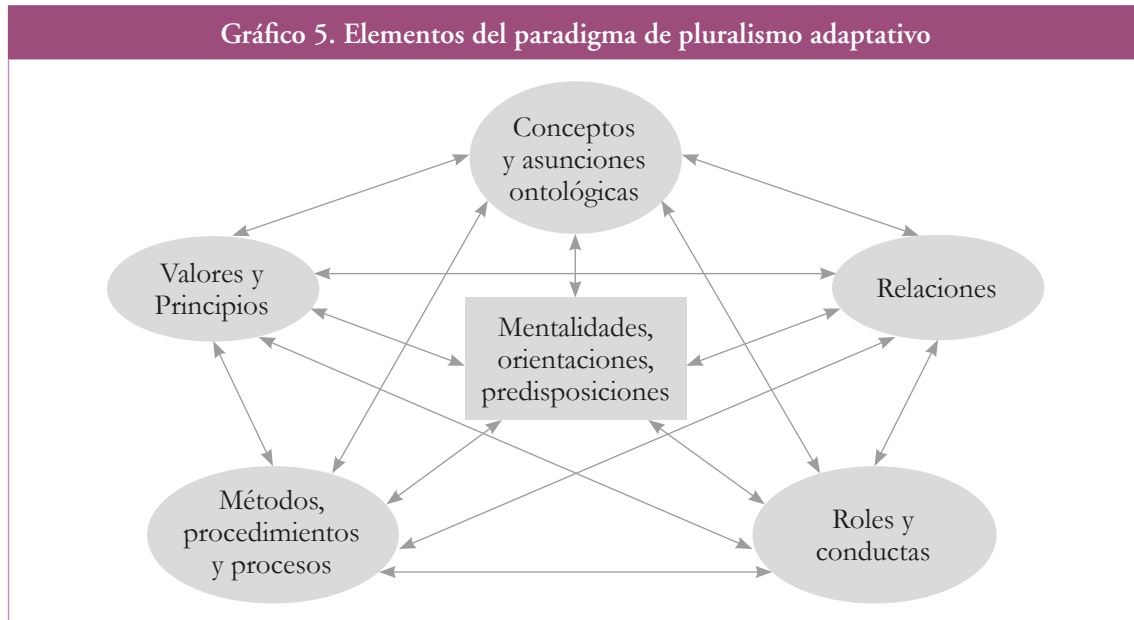 Gráfico 5. Elementos del paradigma de pluralismo adaptativo
Conceptos
y asunciones
ontológicas
Valores y
Principios
Relaciones
Mentalidades,
orientaciones,
predisposiciones
Métodos,
procedimientos
y procesos
Roles y
conductas